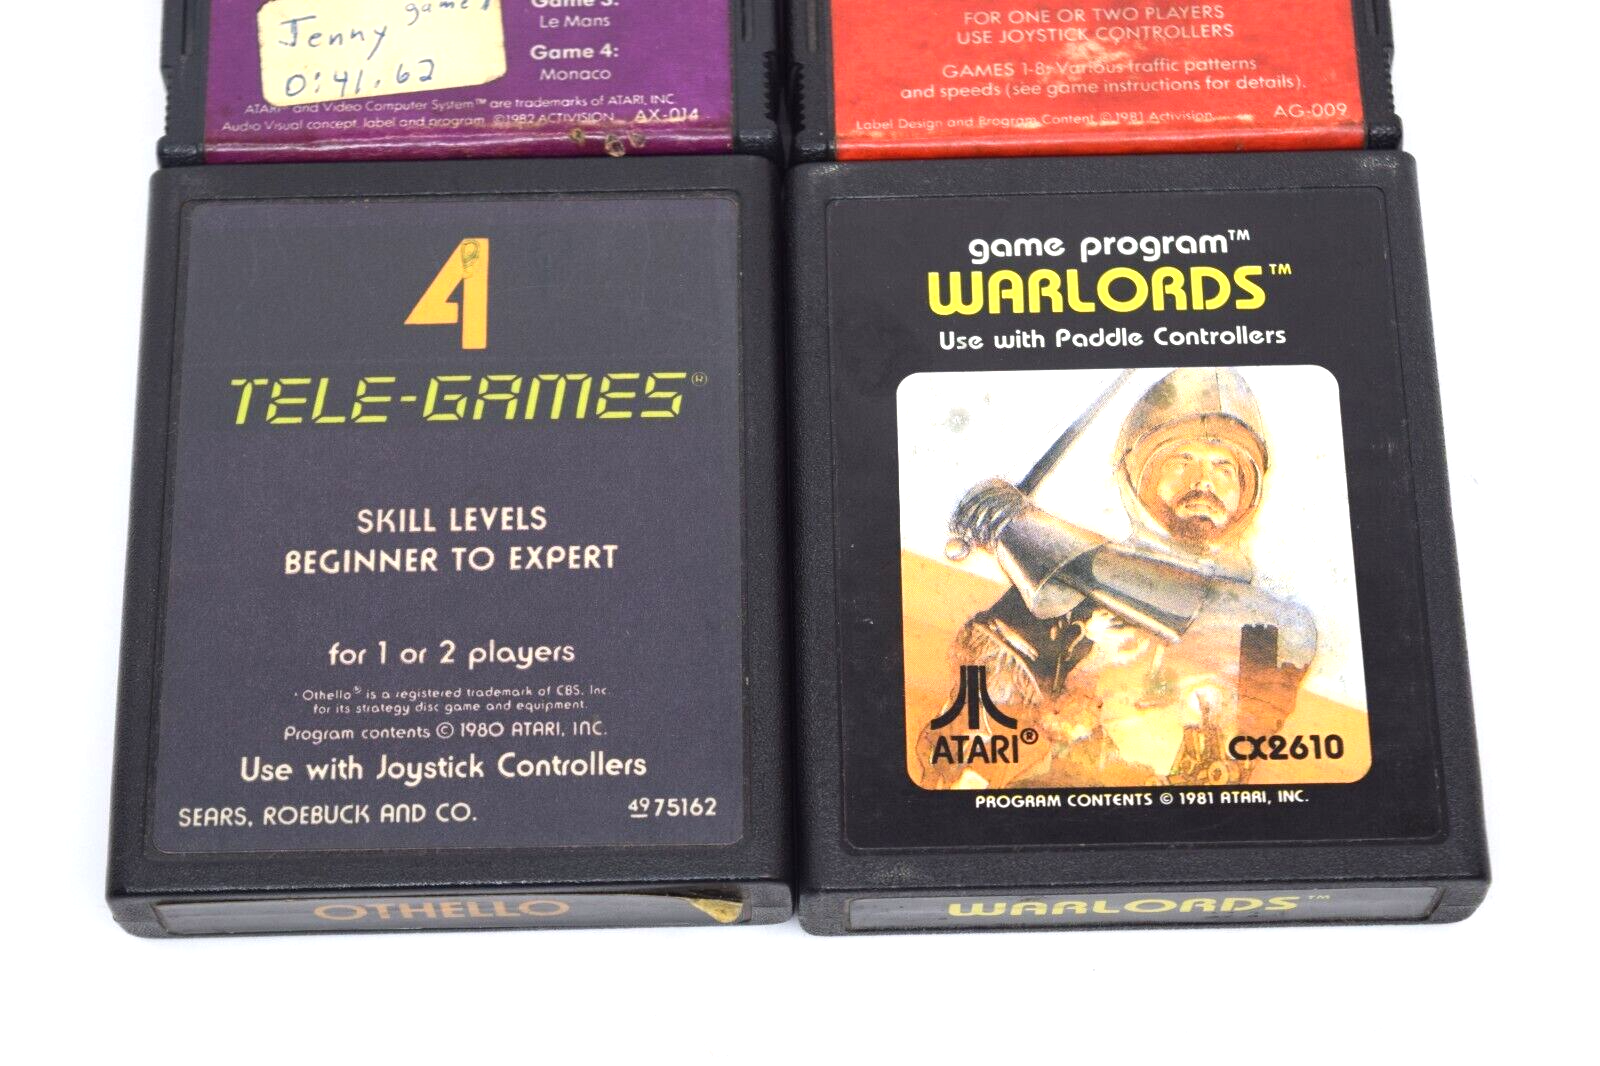 game 1
Jenny
0:41.62
Game 3:
Le Mans
Game 4:
Monaco
ATARI® and Video Computer System™ are trademarks of ATARI, INC.
Audio Visual concept, label and program ©1982 ACTIVISION AX-014
FOR ONE OR TWO PLAYERS
USE JOYSTICK CONTROLLERS
GAMES 1-8: Various traffic patterns
and speeds (see game instructions for details).
Label Design and Program Content © 1981 Activision. AG-009
41
TELE-GAMES®
SKILL LEVELS
BEGINNER TO EXPERT
for 1 or 2 players
Othello® is a registered trademark of CBS, Inc.
for its strategy disc game and equipment.
Program contents © 1980 ATARI, INC.
Use with Joystick Controllers
SEARS, ROEBUCK AND CO. 49 75162
OTHELLO
game program™
WARLORDS™
Use with Paddle Controllers
ATARI® CX2610
PROGRAM CONTENTS © 1981 ATARI, INC.
WARLORDS™